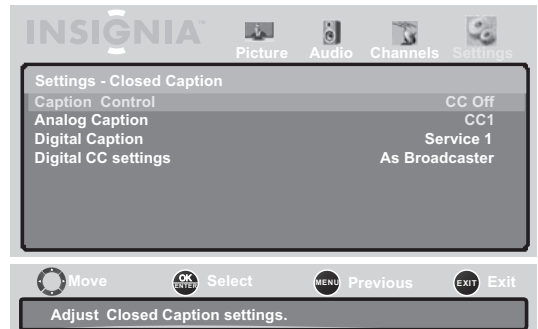 INSIGNIA™
Picture Audio Channels Settings
Settings - Closed Caption
Caption Control CC Off
Analog Caption CC1
Digital Caption Service 1
Digital CC settings As Broadcaster
Move OK ENTER Select MENU Previous EXIT Exit
Adjust Closed Caption settings.